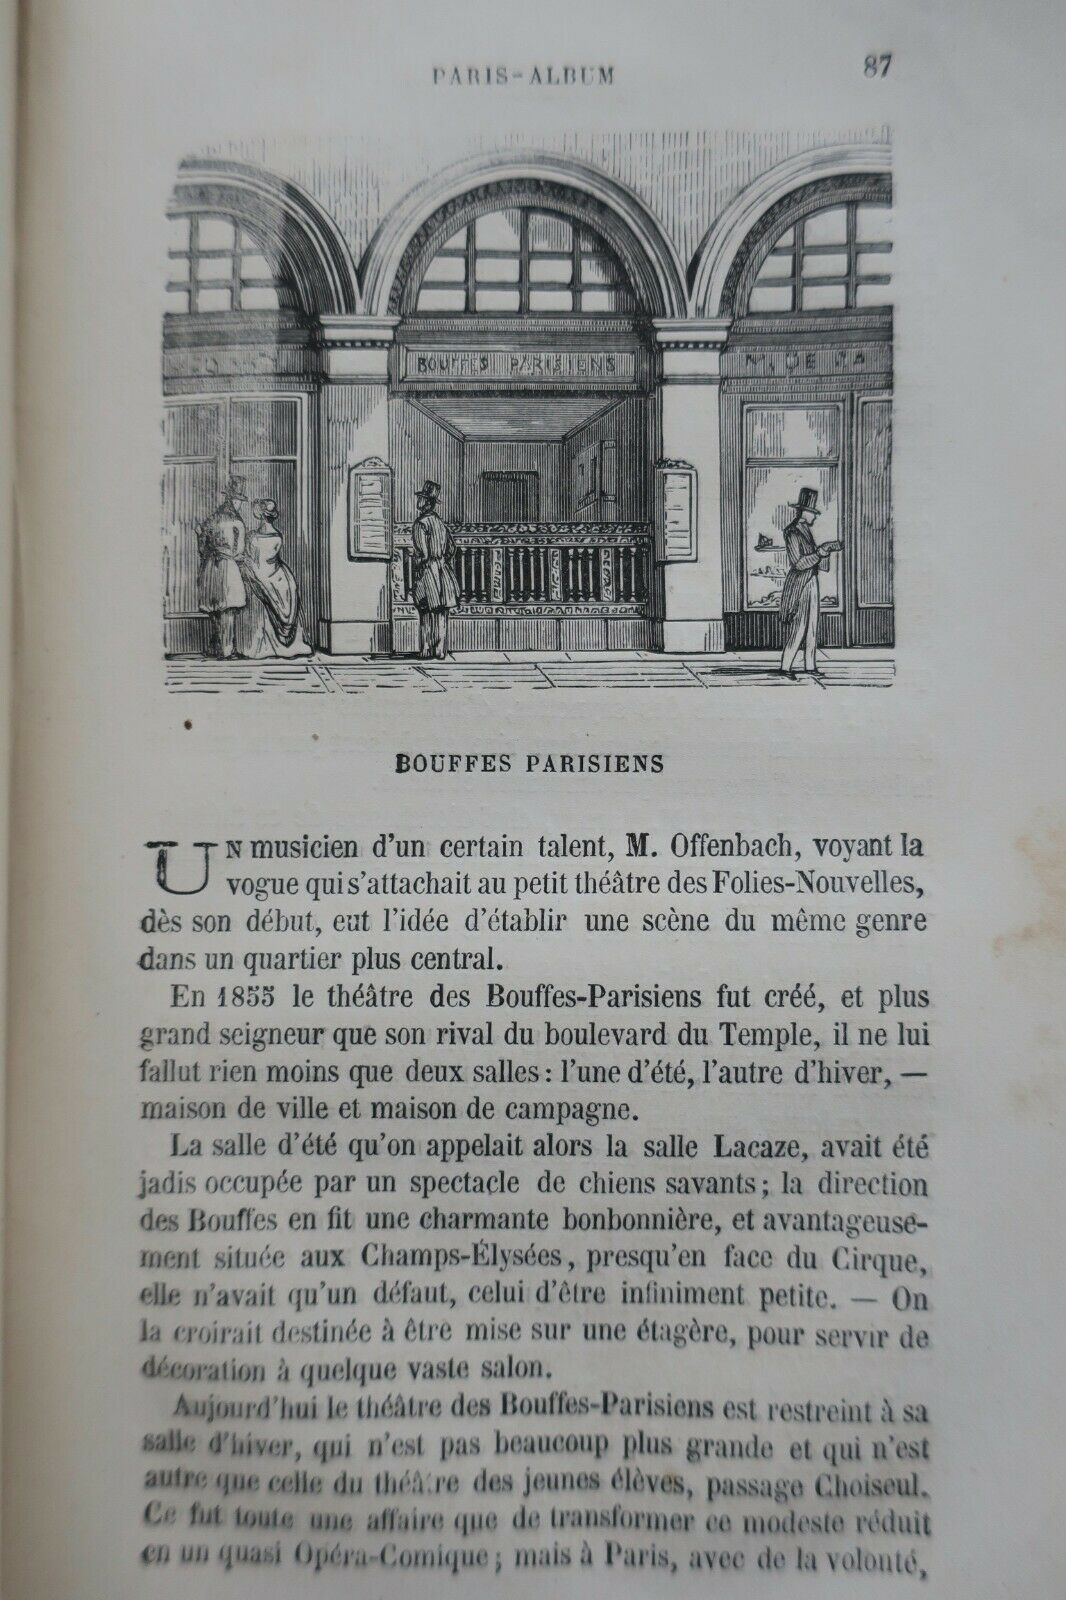 PARIS-ALBUM
87
BOUFFES PARISIENS
BOUFFES PARISIENS
UN musicien d'un certain talent, M. Offenbach, voyant la
vogue qui s'attachait au petit théâtre des Folies-Nouvelles,
dès son début, eut l'idée d'établir une scène du même genre
dans un quartier plus central.
En 1855 le théâtre des Bouffes-Parisiens fut créé, et plus
grand seigneur que son rival du boulevard du Temple, il ne lui
fallut rien moins que deux salles : l'une d'été, l'autre d'hiver, —
maison de ville et maison de campagne.
La salle d'été qu'on appelait alors la salle Lacaze, avait été
jadis occupée par un spectacle de chiens savants ; la direction
des Bouffes en fit une charmante bonbonnière, et avantageuse-
ment située aux Champs-Élysées, presqu'en face du Cirque,
elle n'avait qu'un défaut, celui d'être infiniment petite. — On
la croirait destinée à être mise sur une étagère, pour servir de
décoration à quelque vaste salon.
Aujourd'hui le théâtre des Bouffes-Parisiens est restreint à sa
salle d'hiver, qui n'est pas beaucoup plus grande et qui n'est
autre que celle du théâtre des jeunes élèves, passage Choiseul.
Ce fut toute une affaire que de transformer ce modeste réduit
en un quasi Opéra-Comique ; mais à Paris, avec de la volonté,